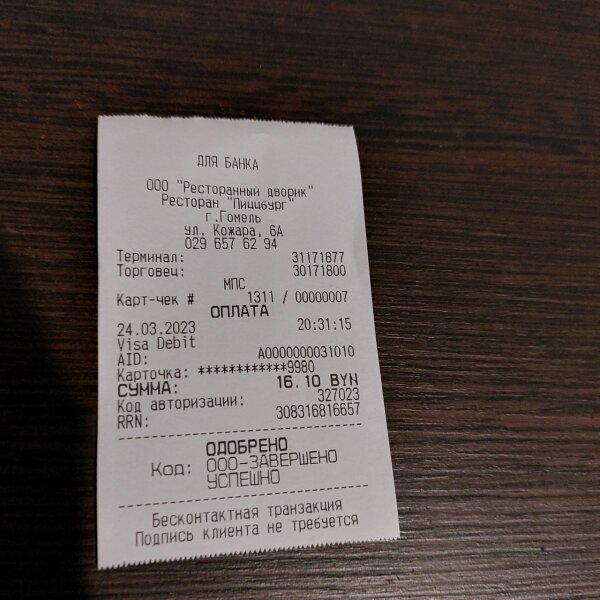 ДЛЯ БАНКА
ООО "Ресторанный дворик"
Ресторан "Пиццбург"
г.Гомель
ул. Кожара, 6А
029 657 62 94
Терминал: 31171877
Торговец: 30171800
МПС
Карт-чек # 1311 / 00000007
ОПЛАТА
24.03.2023 20:31:15
Visa Debit
AID: A0000000031010
Карточка: ************9980
СУММА: 16.10 BYN
Код авторизации: 327023
RRN: 308316816657
ОДОБРЕНО
Код: 000-ЗАВЕРШЕНО
УСПЕШНО
Бесконтактная транзакция
Подпись клиента не требуется